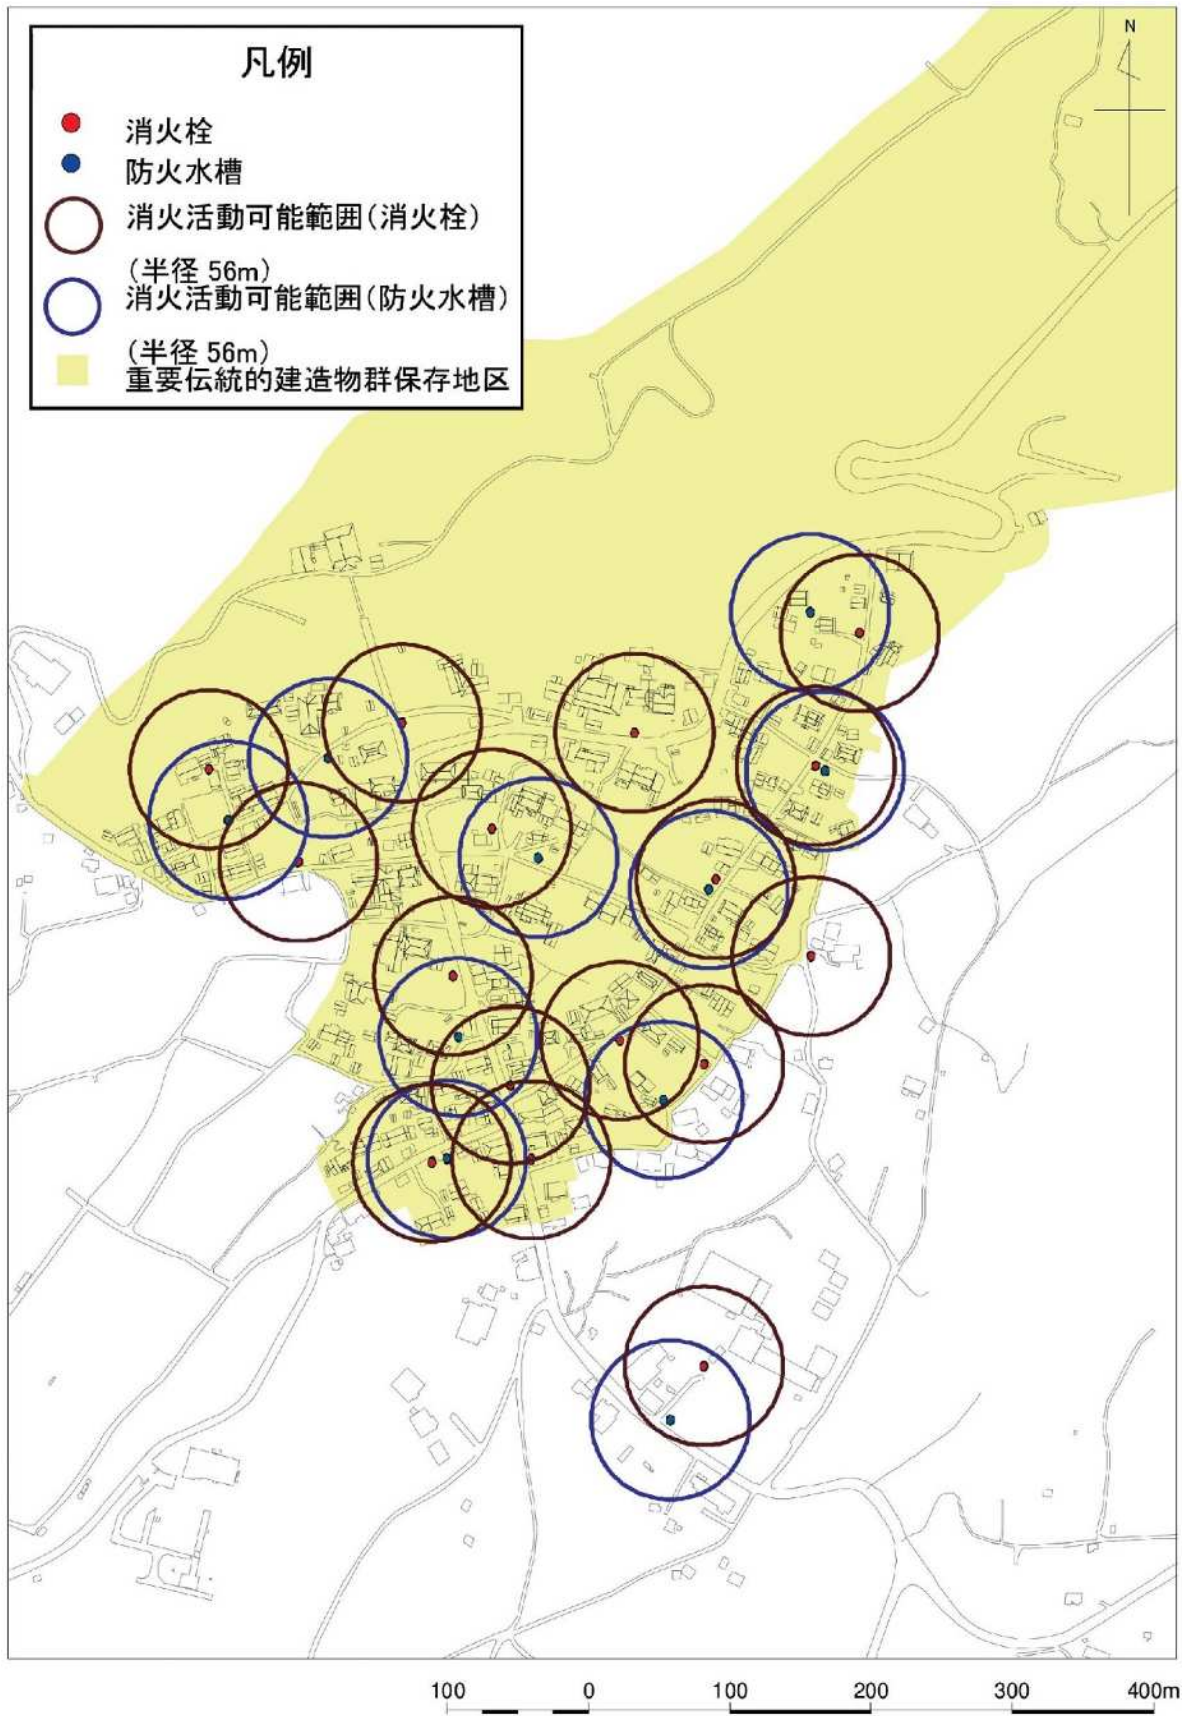 凡例
消火栓
防火水槽
消火活動可能範囲(消火栓)
(半径 56m)
消火活動可能範囲(防火水槽)
(半径 56m)
重要伝統的建造物群保存地区
N
100 0 100 200 300 400m